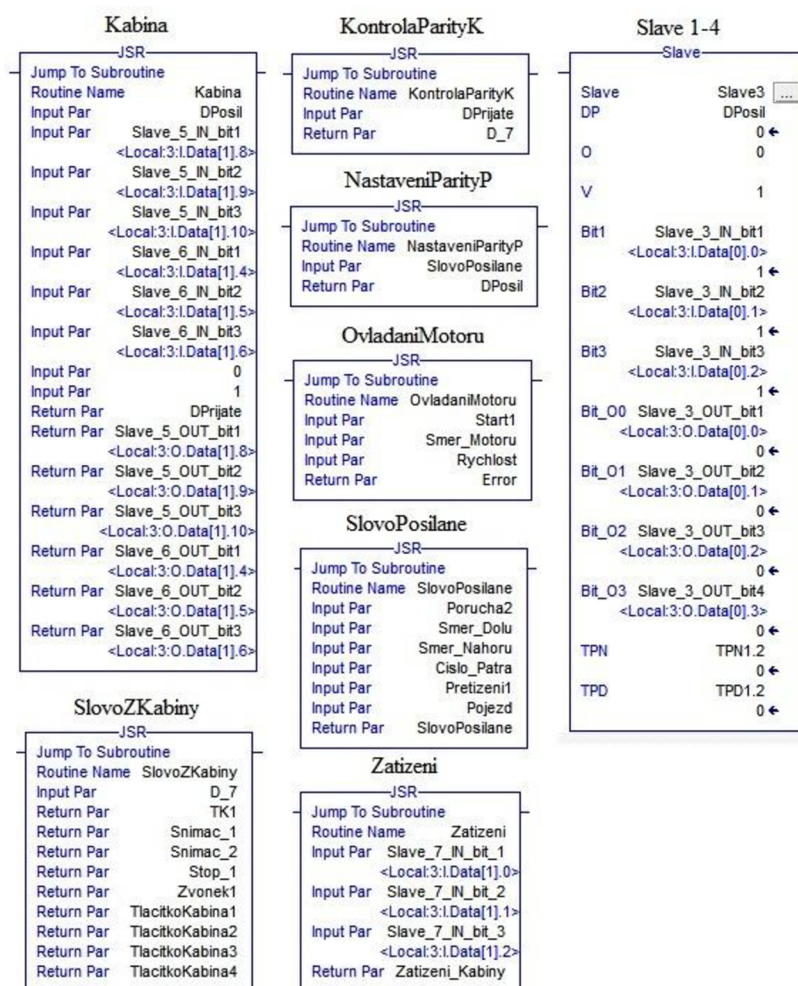 Kabina
JSR
Jump To Subroutine
Routine Name Kabina
Input Par DPosil
Input Par Slave_5_IN_bit1
<Local:3:I.Data[1].8>
Input Par Slave_5_IN_bit2
<Local:3:I.Data[1].9>
Input Par Slave_5_IN_bit3
<Local:3:I.Data[1].10>
Input Par Slave_6_IN_bit1
<Local:3:I.Data[1].4>
Input Par Slave_6_IN_bit2
<Local:3:I.Data[1].5>
Input Par Slave_6_IN_bit3
<Local:3:I.Data[1].6>
Input Par 0
Input Par 1
Return Par DPrijate
Return Par Slave_5_OUT_bit1
<Local:3:O.Data[1].8>
Return Par Slave_5_OUT_bit2
<Local:3:O.Data[1].9>
Return Par Slave_5_OUT_bit3
<Local:3:O.Data[1].10>
Return Par Slave_6_OUT_bit1
<Local:3:O.Data[1].4>
Return Par Slave_6_OUT_bit2
<Local:3:O.Data[1].5>
Return Par Slave_6_OUT_bit3
<Local:3:O.Data[1].6>
SlovoZKabiny
JSR
Jump To Subroutine
Routine Name SlovoZKabiny
Input Par D_7
Return Par TK1
Return Par Snimac_1
Return Par Snimac_2
Return Par Stop_1
Return Par Zvonek1
Return Par TlacitkoKabina1
Return Par TlacitkoKabina2
Return Par TlacitkoKabina3
Return Par TlacitkoKabina4
KontrolaParityK
JSR
Jump To Subroutine
Routine Name KontrolaParityK
Input Par DPrijate
Return Par D_7
NastaveniParityP
JSR
Jump To Subroutine
Routine Name NastaveniParityP
Input Par SlovoPosilane
Return Par DPosil
OvladaniMotoru
JSR
Jump To Subroutine
Routine Name OvladaniMotoru
Input Par Start1
Input Par Smer_Motoru
Input Par Rychlost
Return Par Error
SlovoPosilane
JSR
Jump To Subroutine
Routine Name SlovoPosilane
Input Par Porucha2
Input Par Smer_Dolu
Input Par Smer_Nahoru
Input Par Cislo_Patra
Input Par Pretizeni1
Input Par Pojezd
Return Par SlovoPosilane
Zatizeni
JSR
Jump To Subroutine
Routine Name Zatizeni
Input Par Slave_7_IN_bit_1
<Local:3:I.Data[1].0>
Input Par Slave_7_IN_bit_2
<Local:3:I.Data[1].1>
Input Par Slave_7_IN_bit_3
<Local:3:I.Data[1].2>
Return Par Zatizeni_Kabiny
Slave 1-4
Slave
Slave Slave3 ...
DP DPosil
0 ←
O 0
V 1
Bit1 Slave_3_IN_bit1
<Local:3:I.Data[0].0>
1 ←
Bit2 Slave_3_IN_bit2
<Local:3:I.Data[0].1>
1 ←
Bit3 Slave_3_IN_bit3
<Local:3:I.Data[0].2>
1 ←
Bit_O0 Slave_3_OUT_bit1
<Local:3:O.Data[0].0>
0 ←
Bit_O1 Slave_3_OUT_bit2
<Local:3:O.Data[0].1>
0 ←
Bit_O2 Slave_3_OUT_bit3
<Local:3:O.Data[0].2>
0 ←
Bit_O3 Slave_3_OUT_bit4
<Local:3:O.Data[0].3>
0 ←
TPN TPN1.2
0 ←
TPD TPD1.2
0 ←